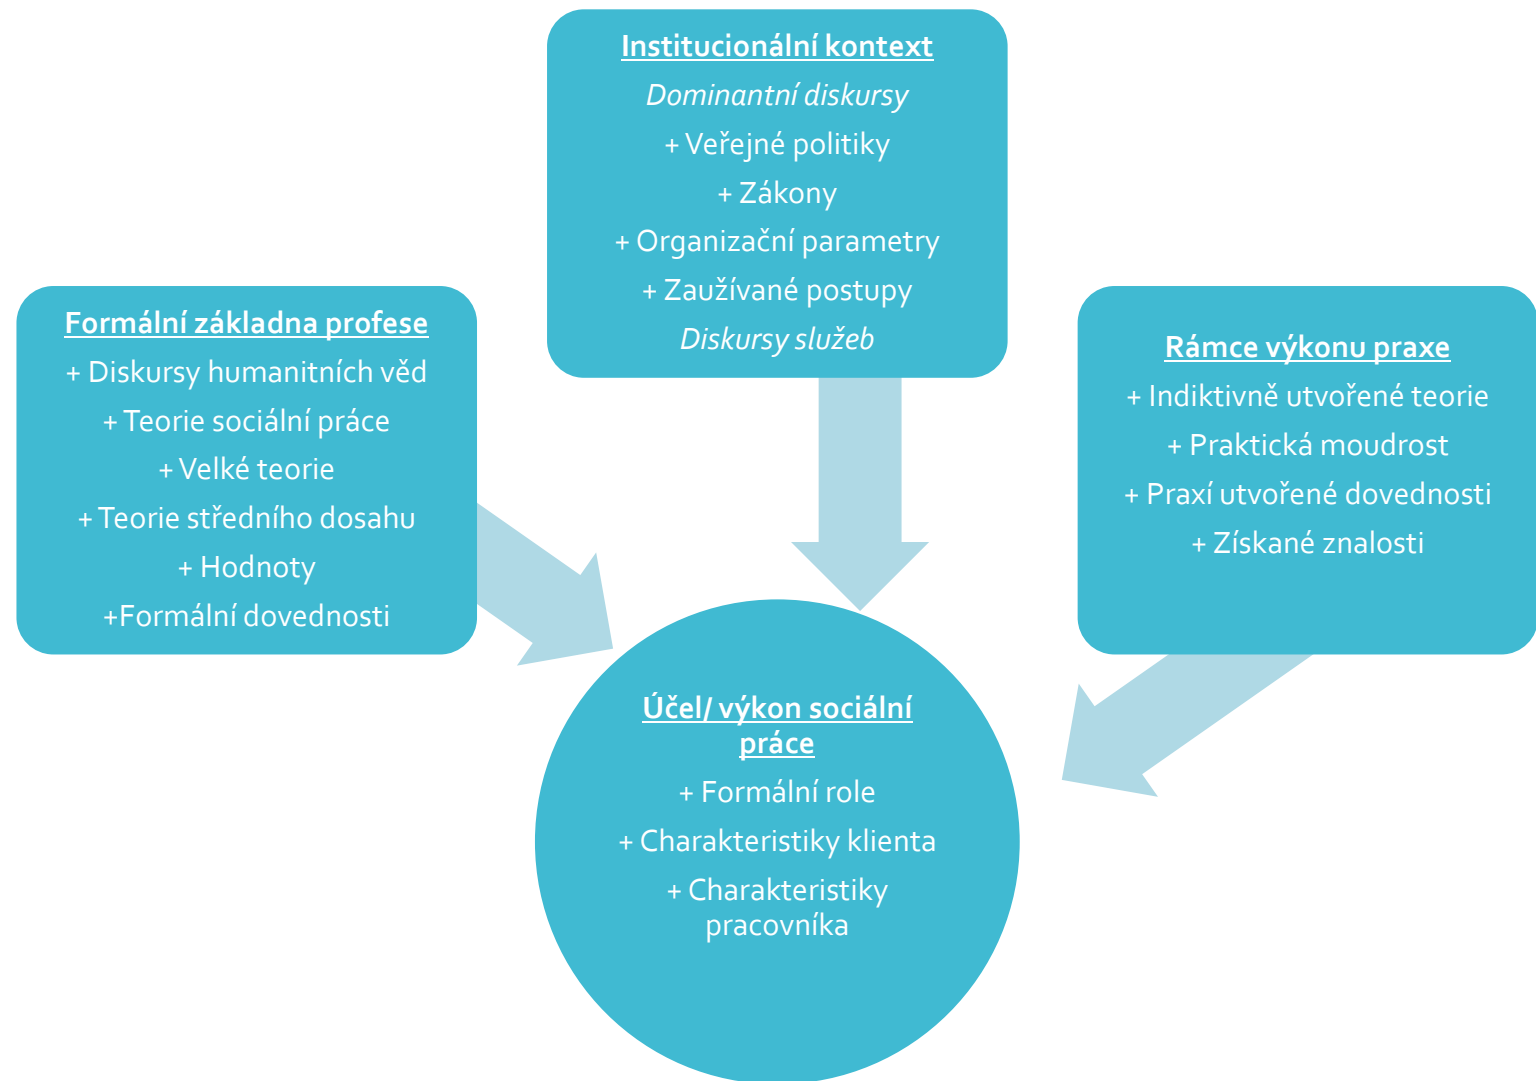 Institucionální kontext
Dominantní diskursy
+ Veřejné politiky
+ Zákony
+ Organizační parametry
+ Zaužívané postupy
Diskursy služeb
Formální základna profese
+ Diskursy humanitních věd
+ Teorie sociální práce
+ Velké teorie
+ Teorie středního dosahu
+ Hodnoty
+Formální dovednosti
Rámce výkonu praxe
+ Indiktivně utvořené teorie
+ Praktická moudrost
+ Praxí utvořené dovednosti
+ Získané znalosti
Účel/ výkon sociální
práce
+ Formální role
+ Charakteristiky klienta
+ Charakteristiky
pracovníka